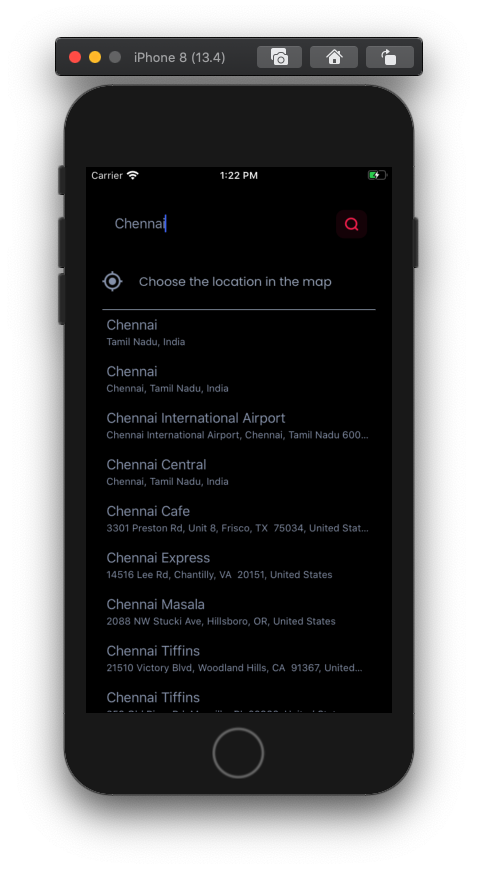 iPhone 8 (13.4)
Carrier 1:22 PM
Chennai
Choose the location in the map
Chennai
Tamil Nadu, India
Chennai
Chennai, Tamil Nadu, India
Chennai International Airport
Chennai International Airport, Chennai, Tamil Nadu 600...
Chennai Central
Chennai, Tamil Nadu, India
Chennai Cafe
3301 Preston Rd, Unit 8, Frisco, TX  75034, United Stat...
Chennai Express
14516 Lee Rd, Chantilly, VA  20151, United States
Chennai Masala
2088 NW Stucki Ave, Hillsboro, OR, United States
Chennai Tiffins
21510 Victory Blvd, Woodland Hills, CA  91367, United...
Chennai Tiffins